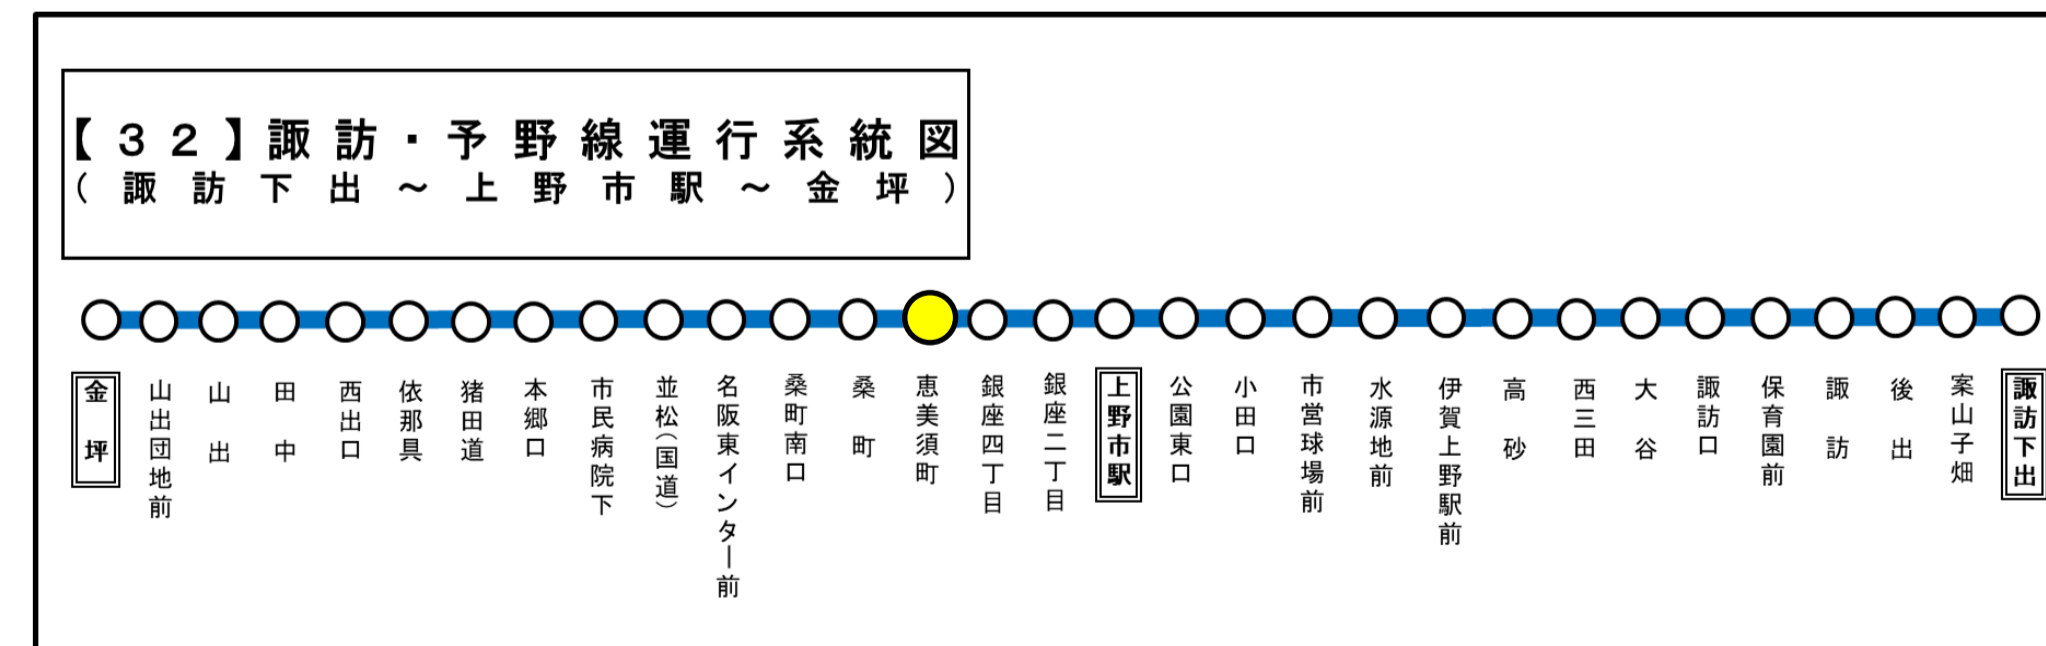 【32】諏訪・予野線運行系統図
(諏訪下出～上野市駅～金坪)
金坪
山出団地前
山出
田中
西出口
依那具
猪田道
本郷口
市民病院下
並松(国道)
名阪東インター前
桑町南口
桑町
恵美須町
銀座四丁目
銀座二丁目
上野市駅
公園東口
小田口
市営球場前
水源地前
伊賀上野駅前
高砂
西三田
大谷
諏訪口
保育園前
諏訪
後出
案山子畑
諏訪下出